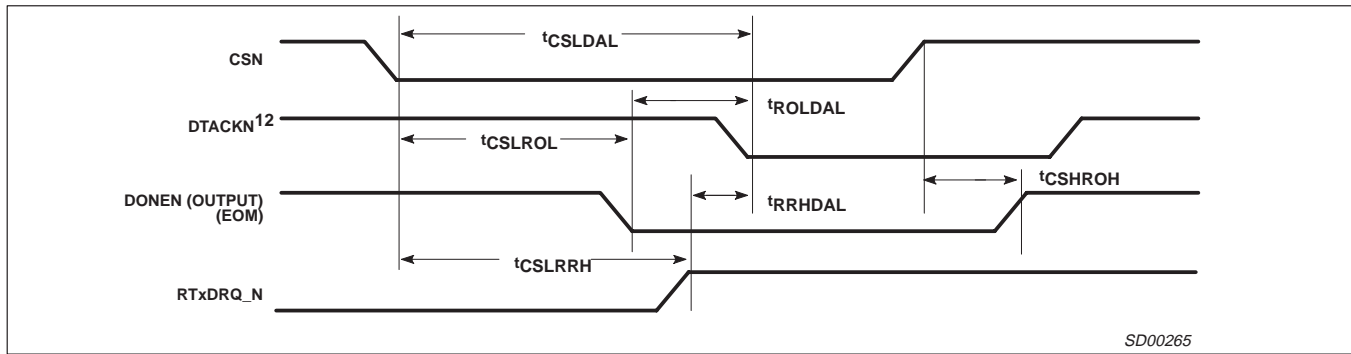 tCSLDAL
CSN
tROLDAL
DTACKN12
tCSLROL
tCSHROH
DONEN (OUTPUT)
(EOM)
tRRHDAL
tCSLRRH
RTxDRQ_N
SD00265